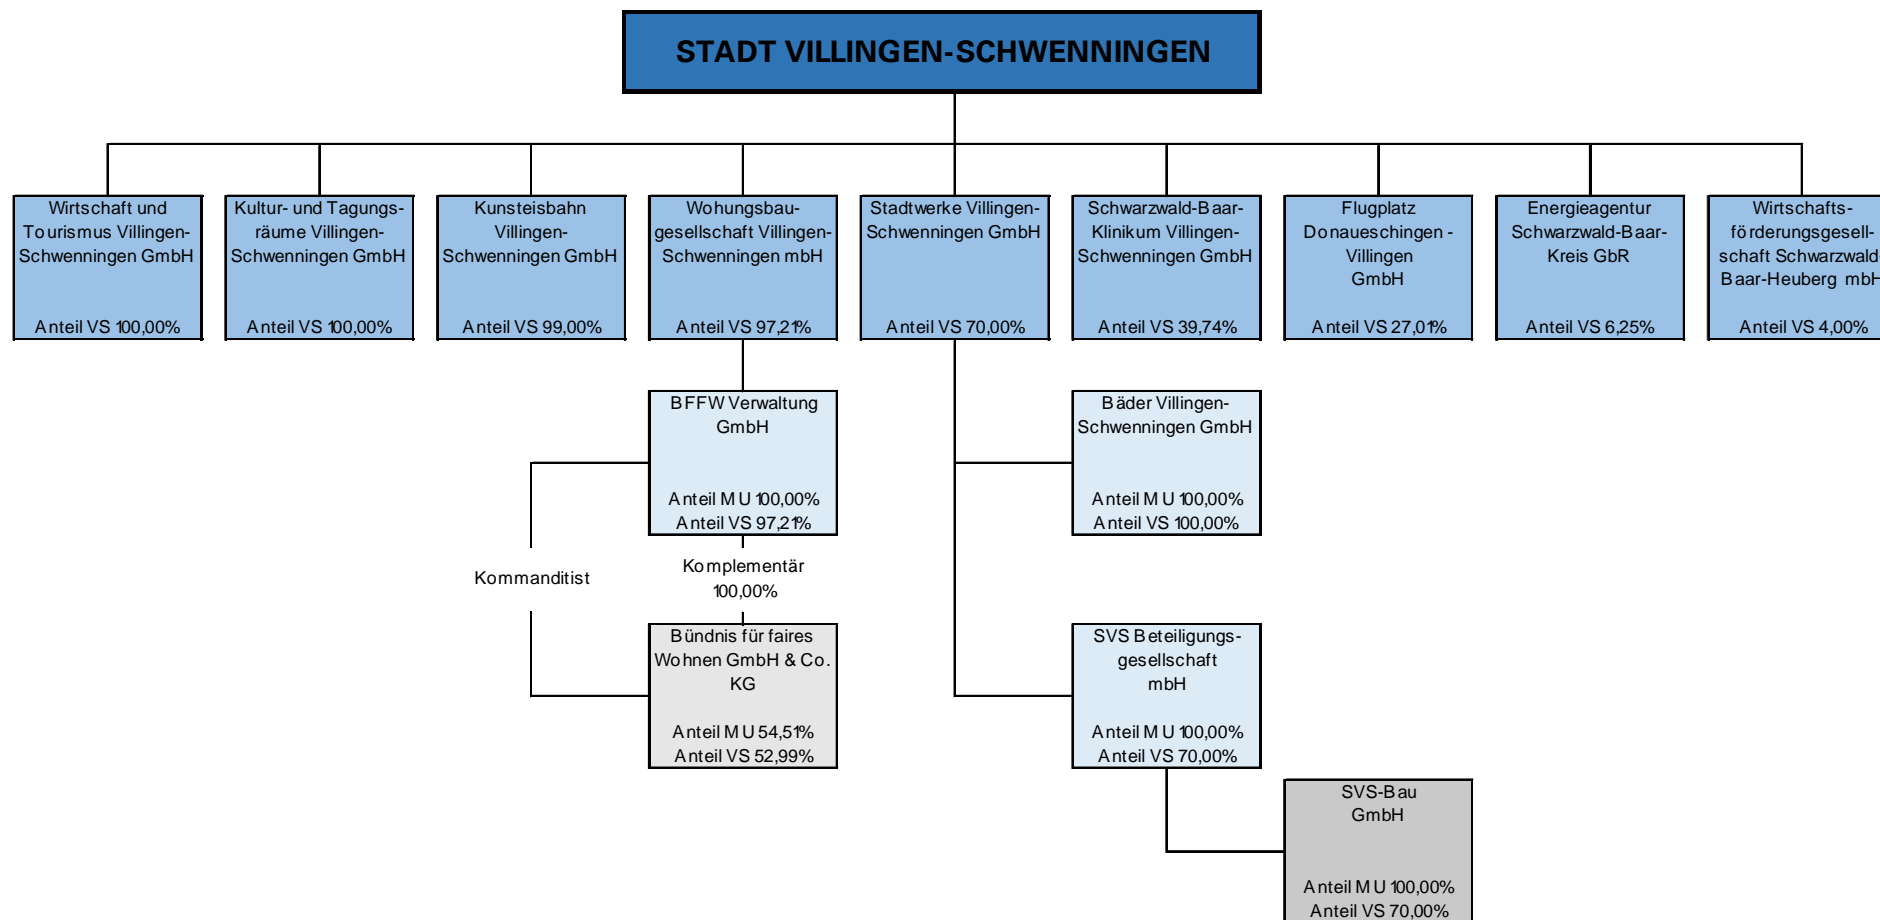 STADT VILLINGEN-SCHWENNINGEN
Wirtschaft und
Tourismus Villingen-
Schwenningen GmbH
Anteil VS 100,00%
Kultur- und Tagungs-
räume Villingen-
Schwenningen GmbH
Anteil VS 100,00%
Kunsteisbahn
Villingen-
Schwenningen GmbH
Anteil VS 99,00%
Wohungsbau-
gesellschaft Villingen-
Schwenningen mbH
Anteil VS 97,21%
Stadtwerke Villingen-
Schwenningen GmbH
Anteil VS 70,00%
Schwarzwald-Baar-
Klinikum Villingen-
Schwenningen GmbH
Anteil VS 39,74%
Flugplatz
Donaueschingen -
Villingen
GmbH
Anteil VS 27,01%
Energieagentur
Schwarzwald-Baar-
Kreis GbR
Anteil VS 6,25%
Wirtschafts-
förderungsgesell-
schaft Schwarzwald-
Baar-Heuberg mbH
Anteil VS 4,00%
BFFW Verwaltung
GmbH
Anteil MU 100,00%
Anteil VS 97,21%
Bäder Villingen-
Schwenningen GmbH
Anteil MU 100,00%
Anteil VS 100,00%
Kommanditist
Komplementär
100,00%
Bündnis für faires
Wohnen GmbH & Co.
KG
Anteil MU 54,51%
Anteil VS 52,99%
SVS Beteiligungs-
gesellschaft
mbH
Anteil MU 100,00%
Anteil VS 70,00%
SVS-Bau
GmbH
Anteil MU 100,00%
Anteil VS 70,00%